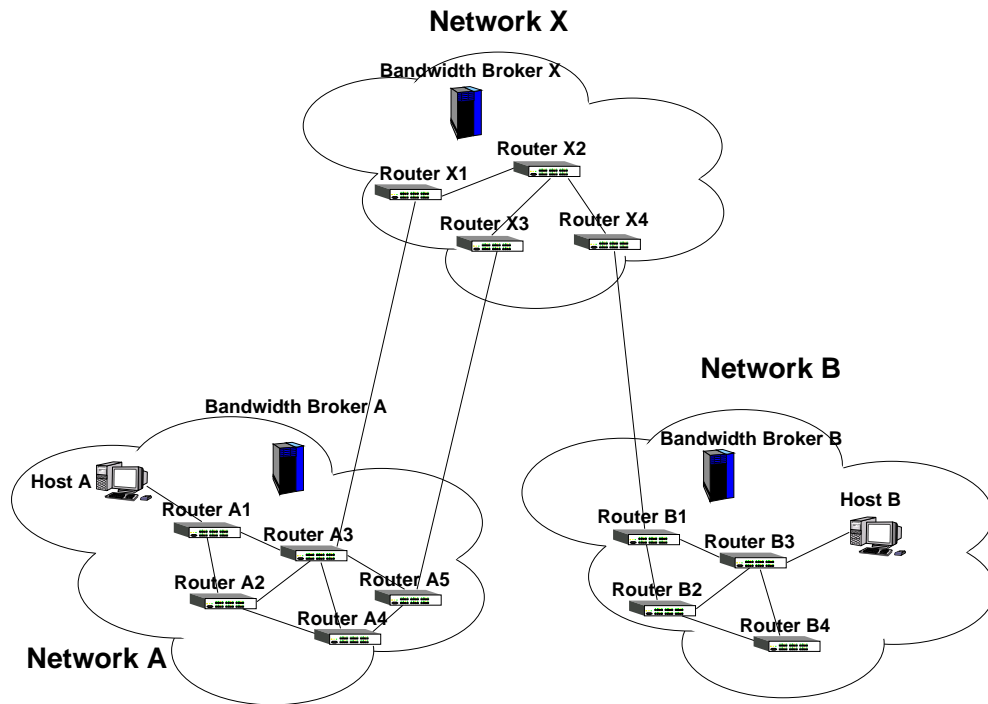 Network X
Bandwidth Broker X
Router X2
Router X1
Router X3
Router X4
Network B
Bandwidth Broker A
Bandwidth Broker B
Host A
Host B
Router A1
Router B1
Router A3
Router B3
Router A2
Router A5
Router B2
Router A4
Router B4
Network A